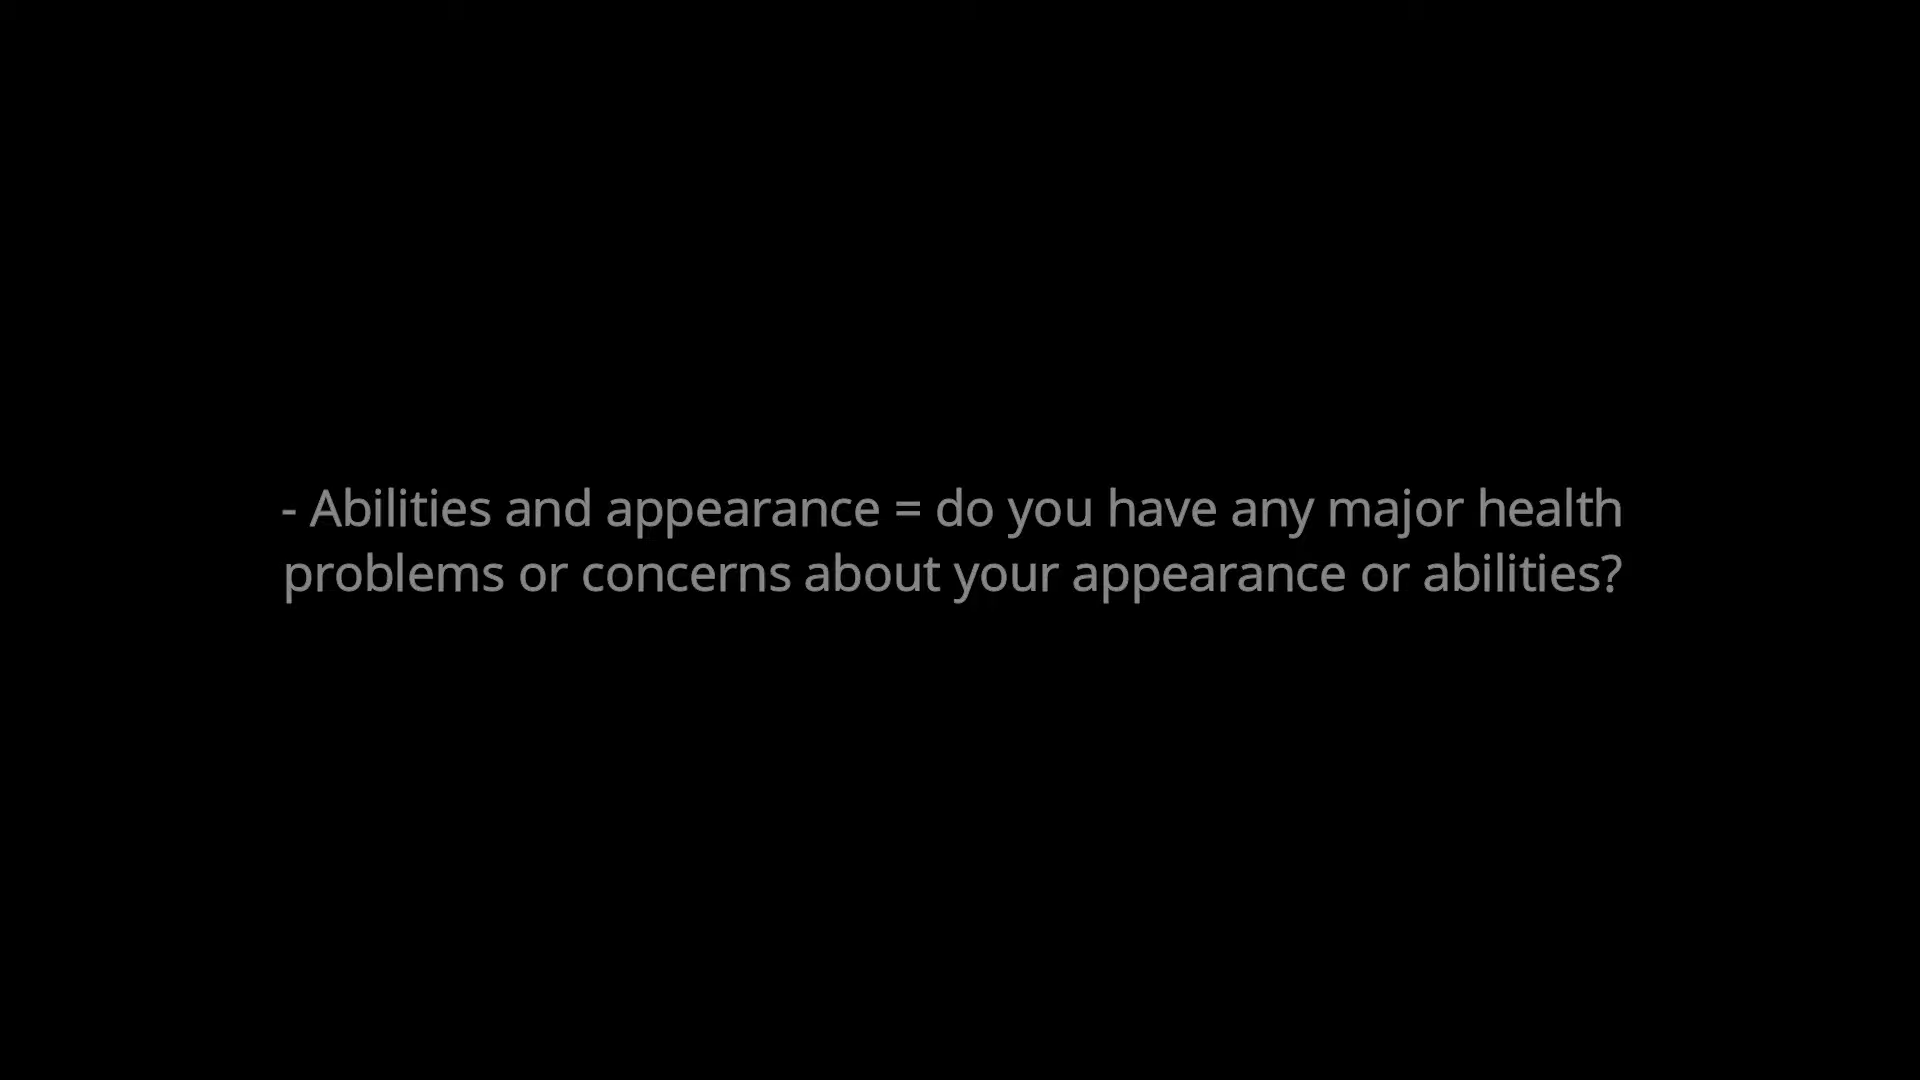 - Abilities and appearance = do you have any major health
problems or concerns about your appearance or abilities?